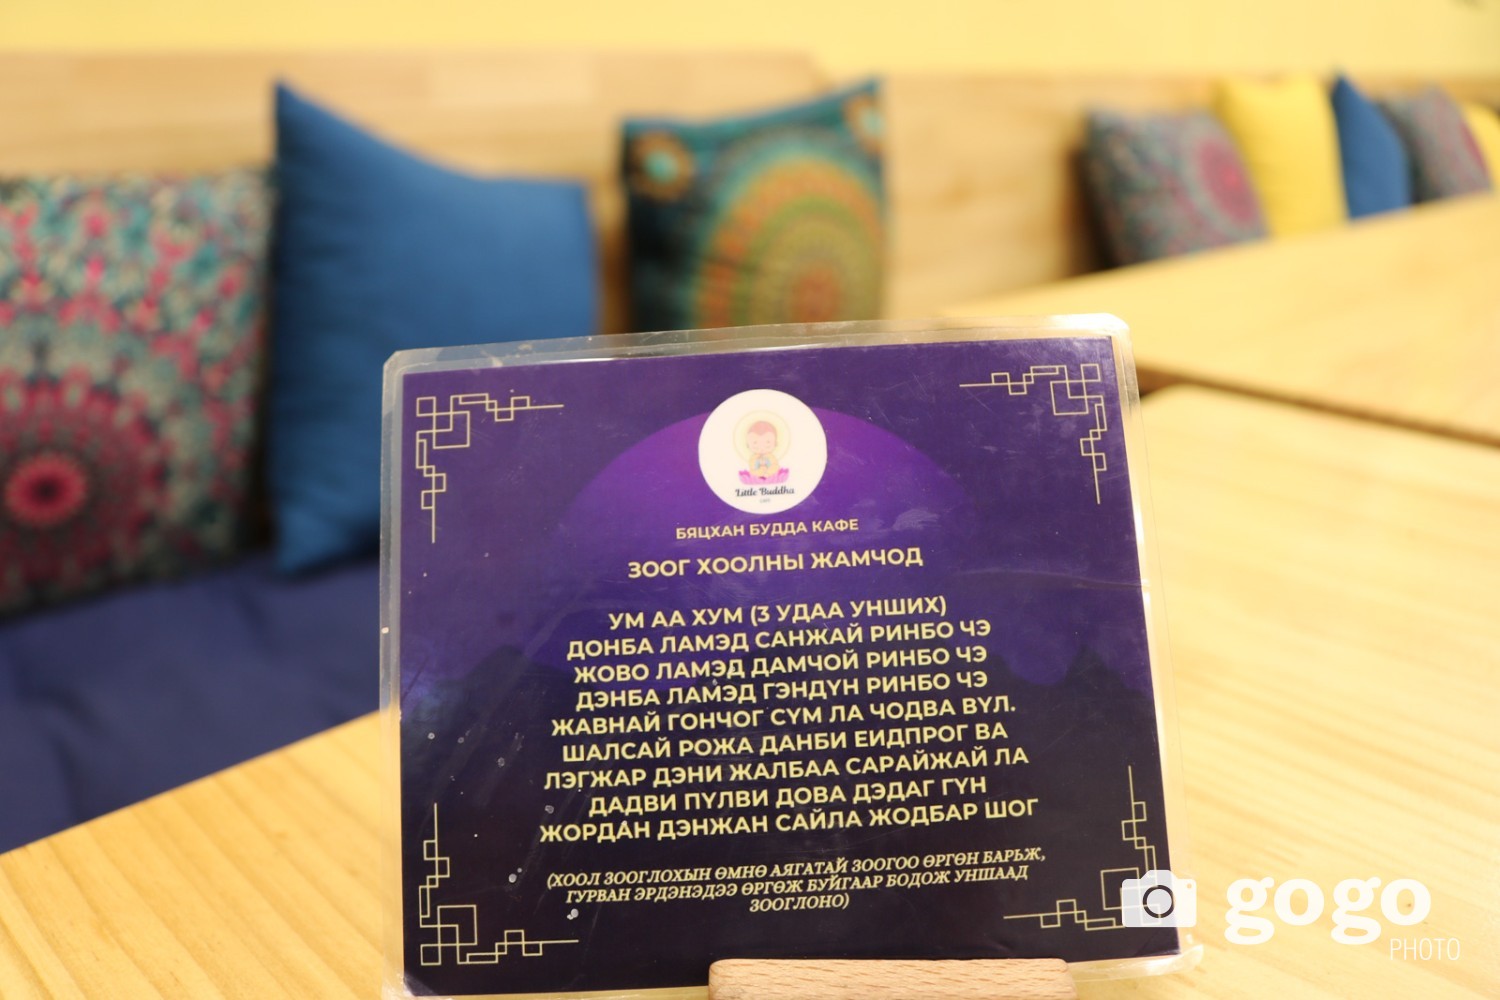 Little Buddha
БЯЦХАН БУДДА КАФЕ
ЗООГ ХООЛНЫ ЖАМЧОД
УМ АА ХУМ (3 УДАА УНШИХ)
ДОНБА ЛАМЭД САНЖАЙ РИНБО ЧЭ
ЖОВО ЛАМЭД ДАМЧОЙ РИНБО ЧЭ
ДЭНБА ЛАМЭД ГЭНДҮН РИНБО ЧЭ
ЖАВНАЙ ГОНЧОГ СҮМ ЛА ЧОДВА ВҮЛ.
ШАЛСАЙ РОЖА ДАНБИ ЕИДПРОГ ВА
ЛЭГЖАР ДЭНИ ЖАЛБАА САРАЙЖАЙ ЛА
ДАДВИ ПҮЛВИ ДОВА ДЭДАГ ГҮН
ЖОРДАН ДЭНЖАН САЙЛА ЖОДБАР ШОГ
(ХООЛ ЗООГЛОХЫН ӨМНӨ АЯГАТАЙ ЗООГОО ӨРГӨН БАРЬЖ,
ГУРВАН ЭРДЭНЭДЭЭ ӨРГӨЖ БУЙГААР БОДОЖ УНШААД
ЗООГЛОНО)
gogo
PHOTO